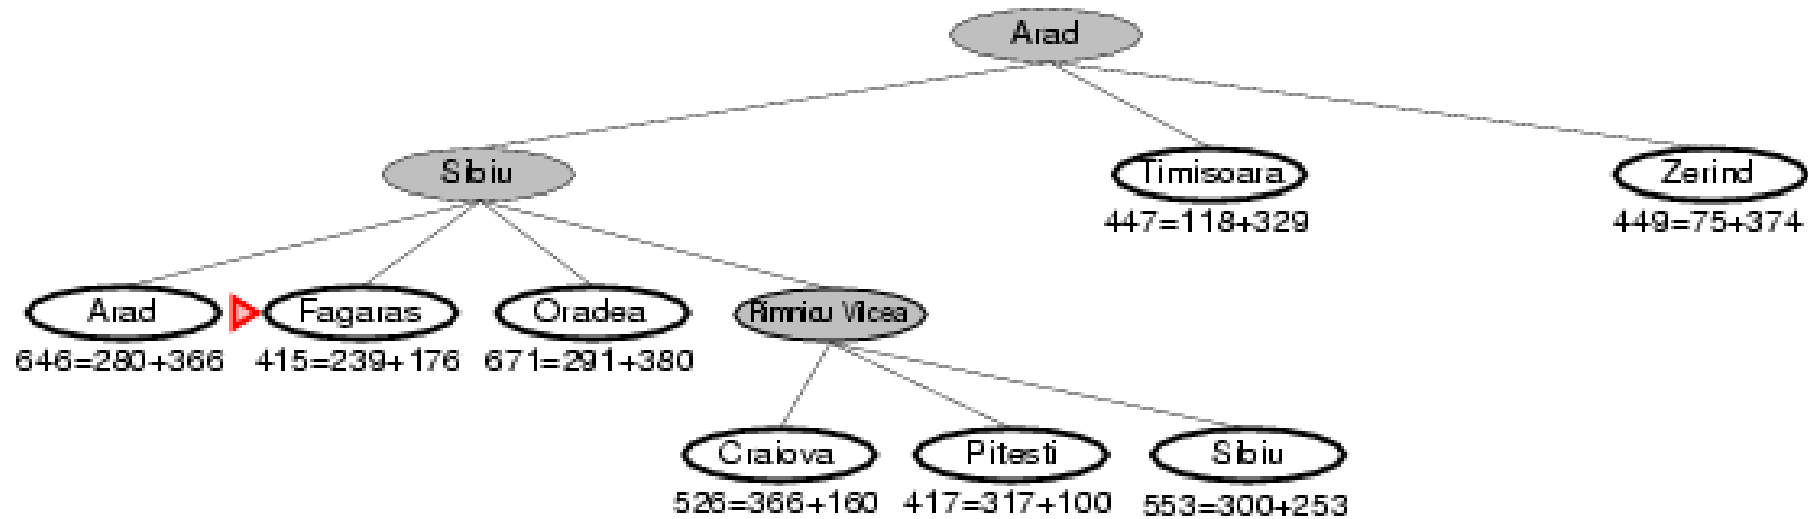 Arad
Sibiu
Timisoara
Zerind
447=118+329
449=75+374
Arad
Fagaras
Oradea
Rimnicu Vilcea
646=280+366
415=239+176
671=291+380
Craiova
Pitesti
Sibiu
526=366+160
417=317+100
553=300+253